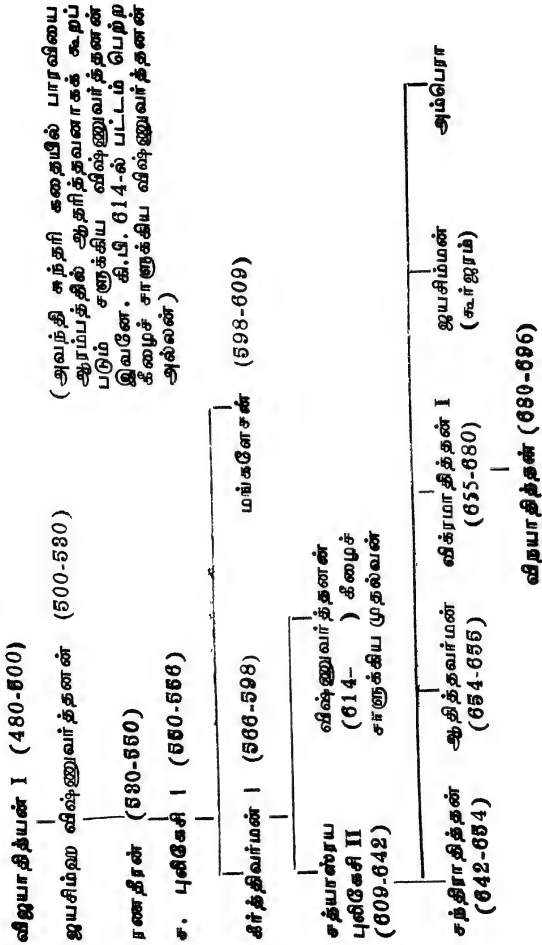 விஜயாதித்யன் I (480-500)
ஜயசிம்ஹ விஷ்ணுவர்த்தனன் (500-530)
(அவந்தி சுந்தரி கதையில் பாரவியை
ஆரம்பத்தில் ஆதரித்தவனாகக் கூறப்
படும் சளுக்கிய விஷ்ணுவர்த்தனன்
இவனே. கி.பி. 614-ல் பட்டம் பெற்ற
கீழைச் சாளுக்கிய விஷ்ணுவர்த்தனன்
அல்லன்)
ரணதீரன் (530-550)
ச. புலிகேசி I (550-566)
கீர்த்திவர்மன் I (566-598)
மங்களேசன் (598-609)
சத்யாஸ்ரய
புலிகேசி II
(609-642)
விஷ்ணுவர்த்தனன்
(614- ) கீழைச்
சாளுக்கிய முதல்வன்
சந்திராதித்தன்
(642-654)
ஆதித்தவர்மன்
(654-655)
விக்ரமாதித்தன் I
(655-680)
ஜயசிம்மன்
(கூர்ஜரம்)
அம்பெரா
விநயாதித்தன் (680-696)